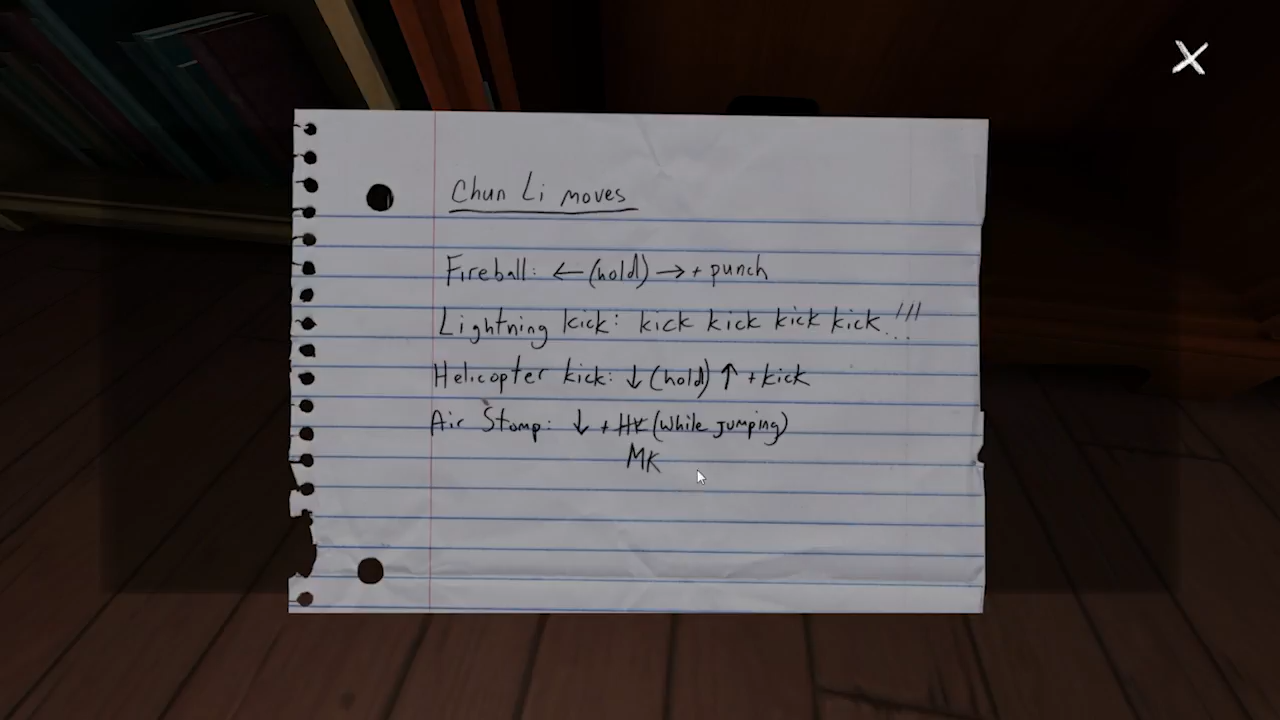 Chun Li moves
Fireball: ← (hold) → + punch
Lightning kick: kick kick kick kick!!!
Helicopter kick: ↓ (hold) ↑ + kick
Air Stomp: ↓ + HK (while jumping)
MK